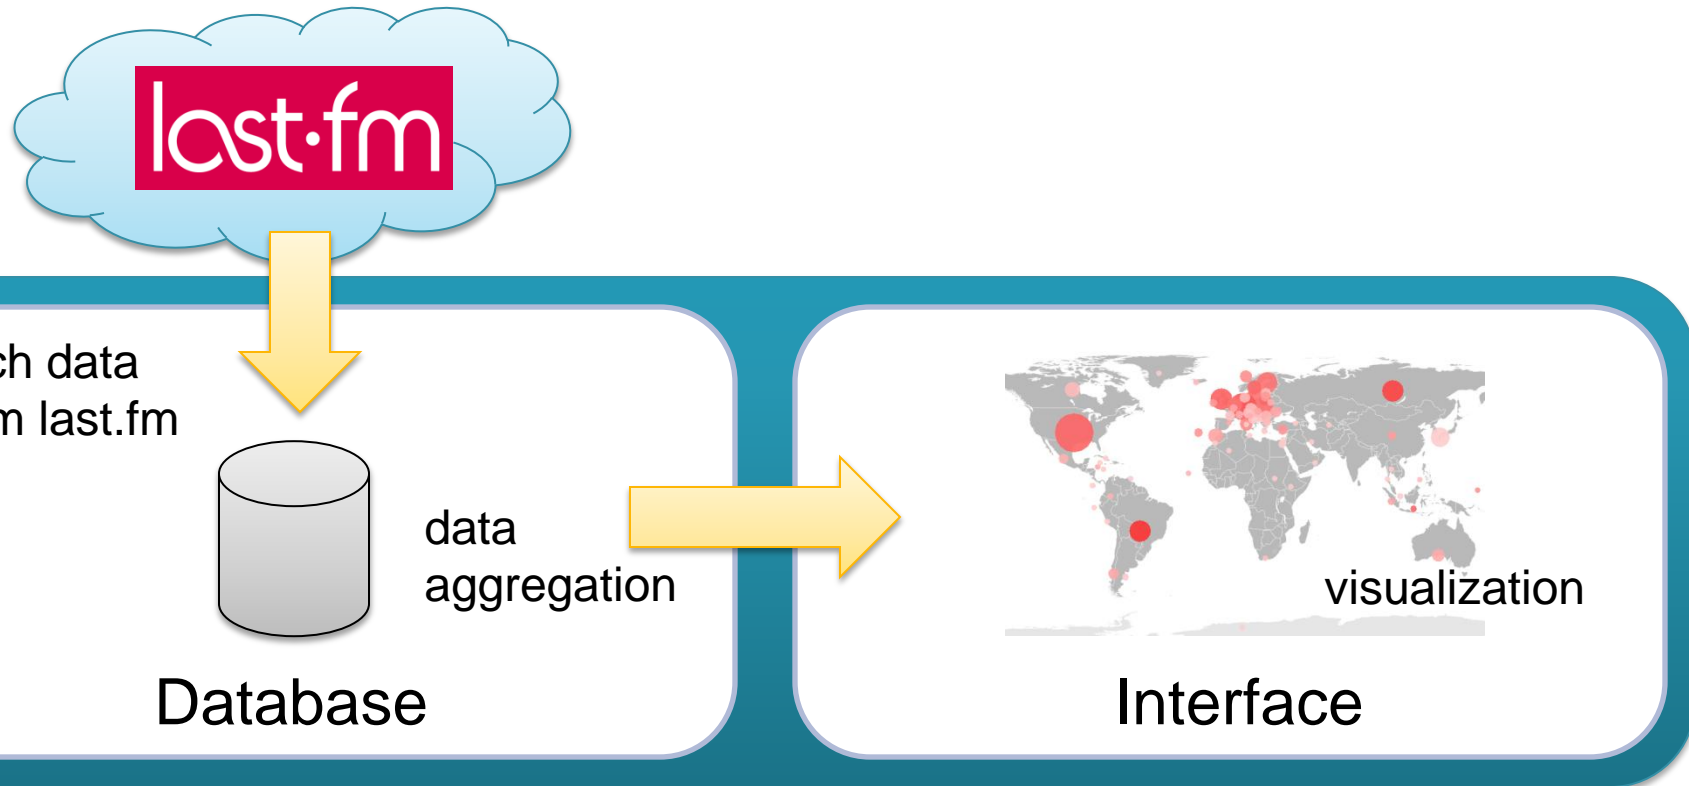 last.fm
ch data
m last.fm
data
aggregation
visualization
Database
Interface